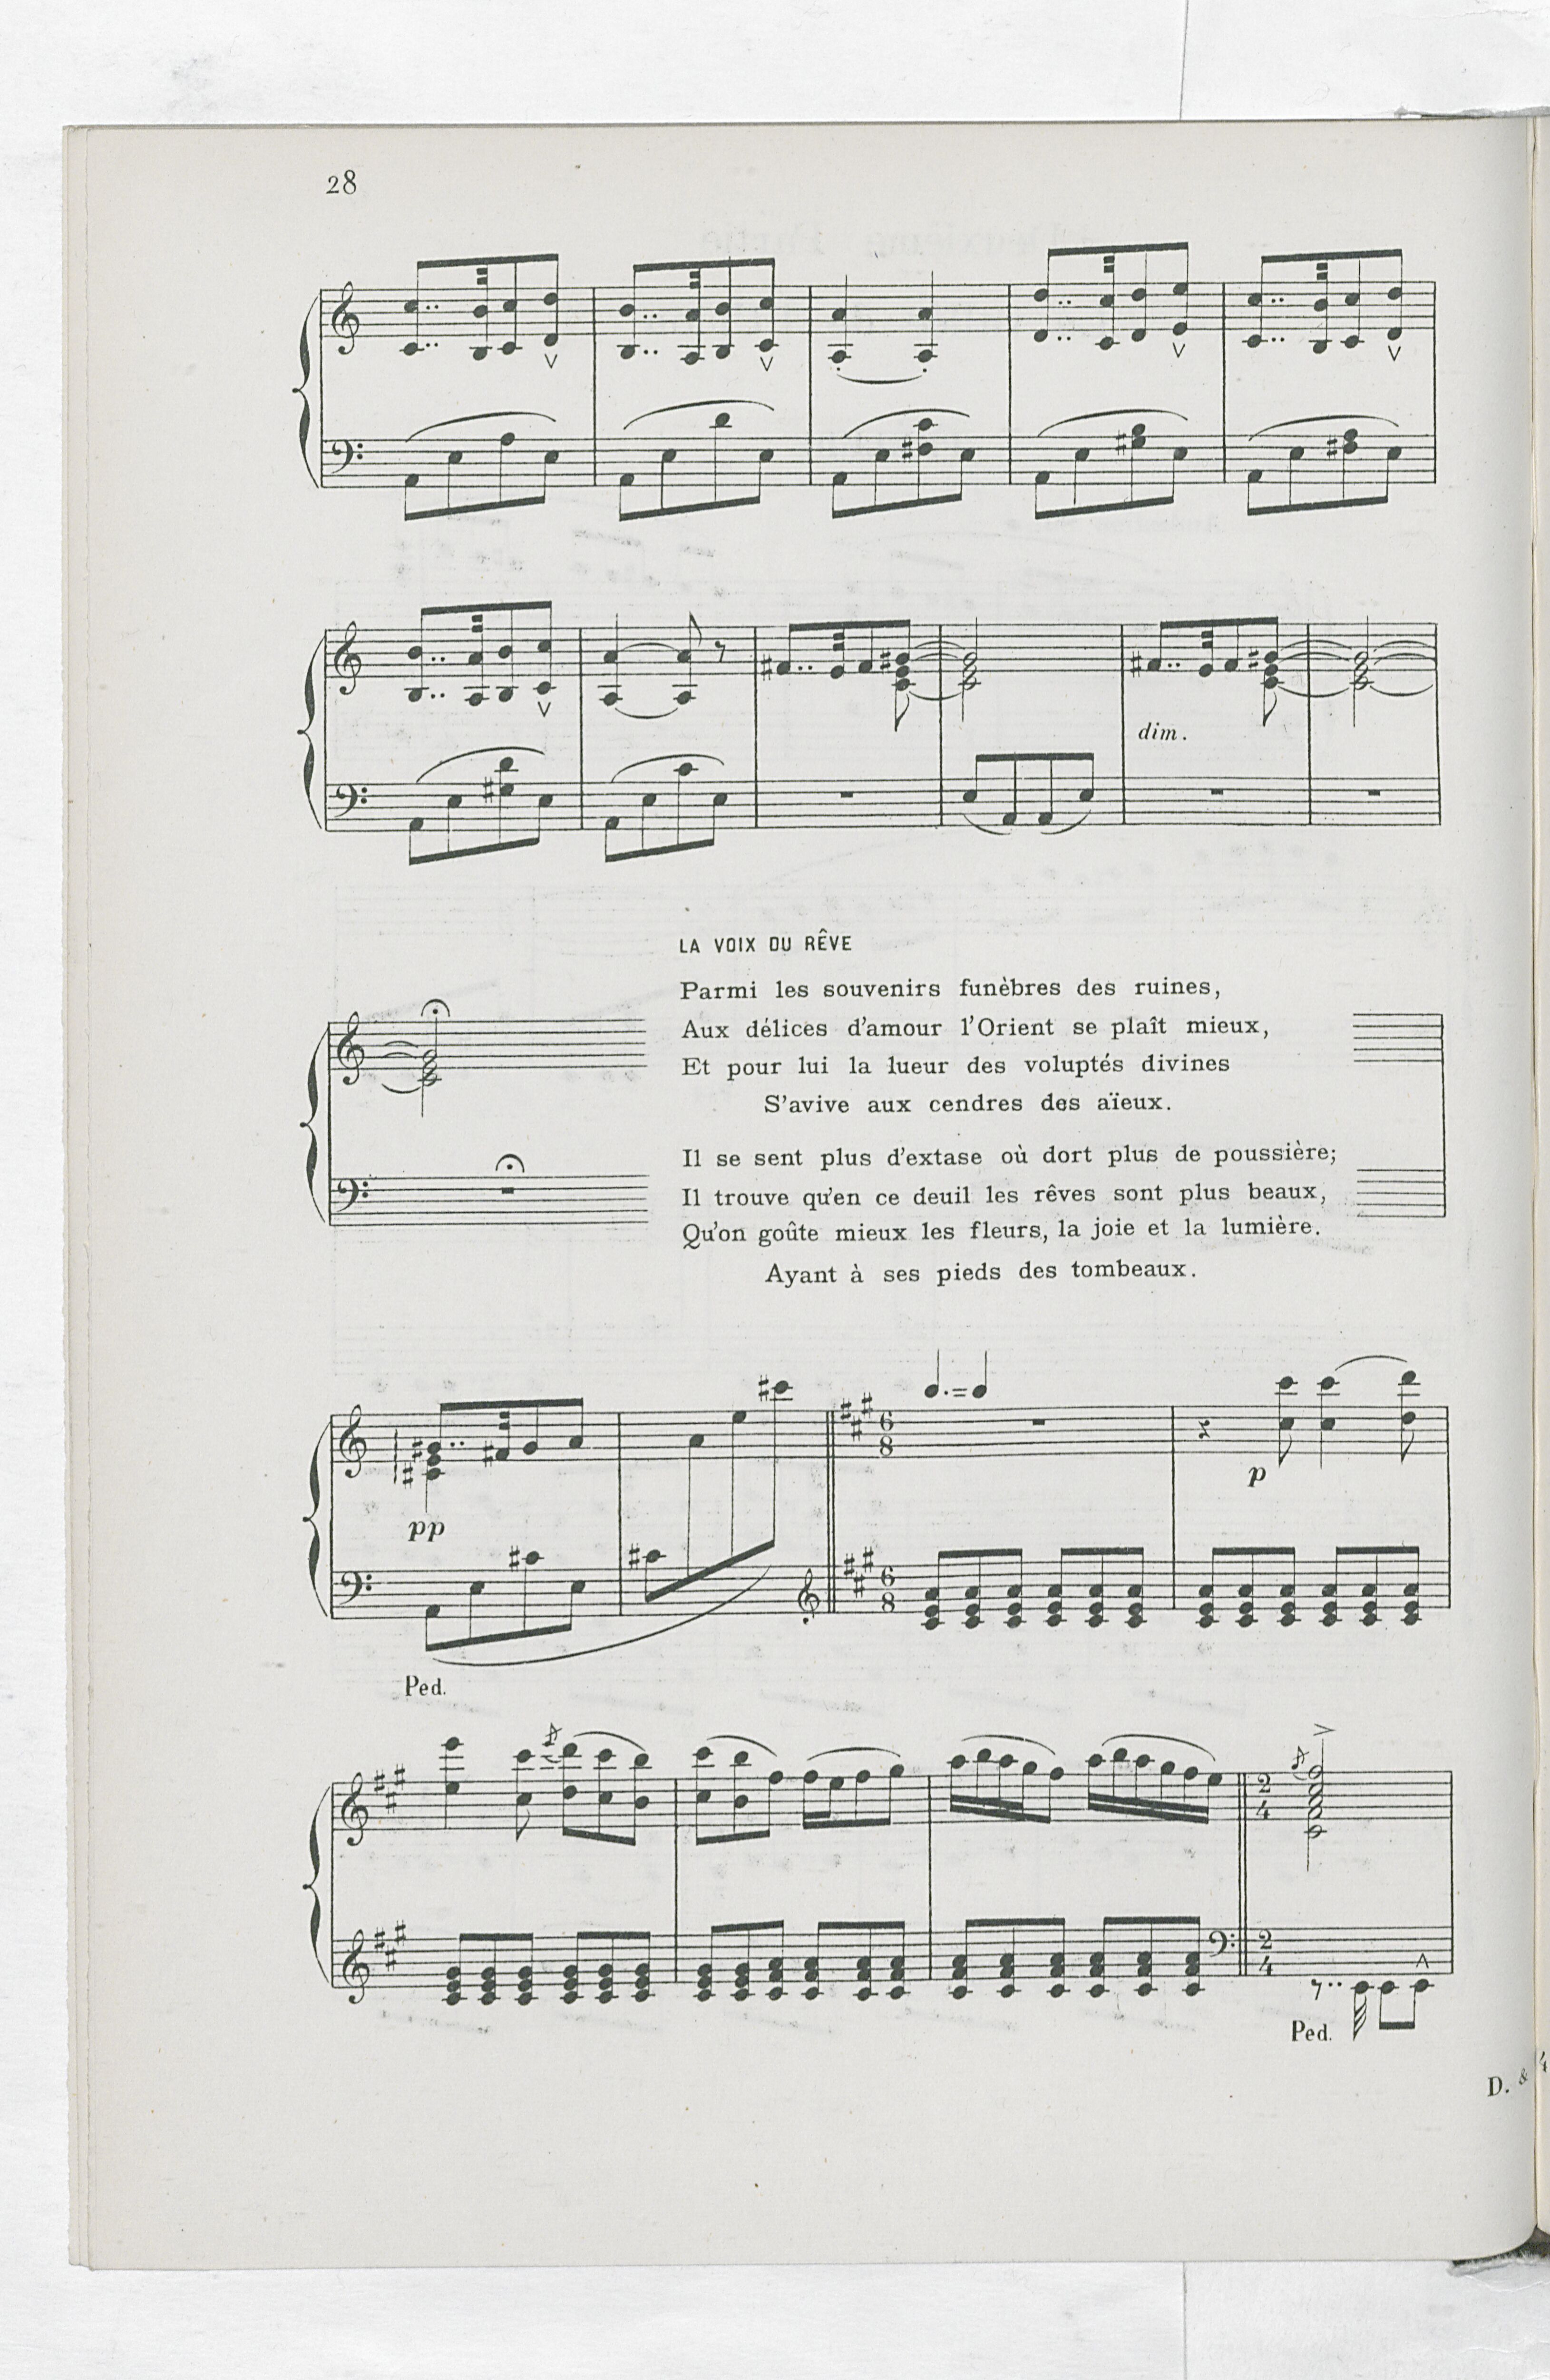 28
dim.
LA VOIX DU RÊVE
Parmi les souvenirs funèbres des ruines,
Aux délices d'amour l'Orient se plaît mieux,
Et pour lui la lueur des voluptés divines
S'avive aux cendres des aïeux.
Il se sent plus d'extase où dort plus de poussière;
Il trouve qu'en ce deuil les rêves sont plus beaux,
Qu'on goûte mieux les fleurs, la joie et la lumière.
Ayant à ses pieds des tombeaux.
6
8
p
pp
6
8
Ped.
2
4
2
4
Ped.
D. & 4